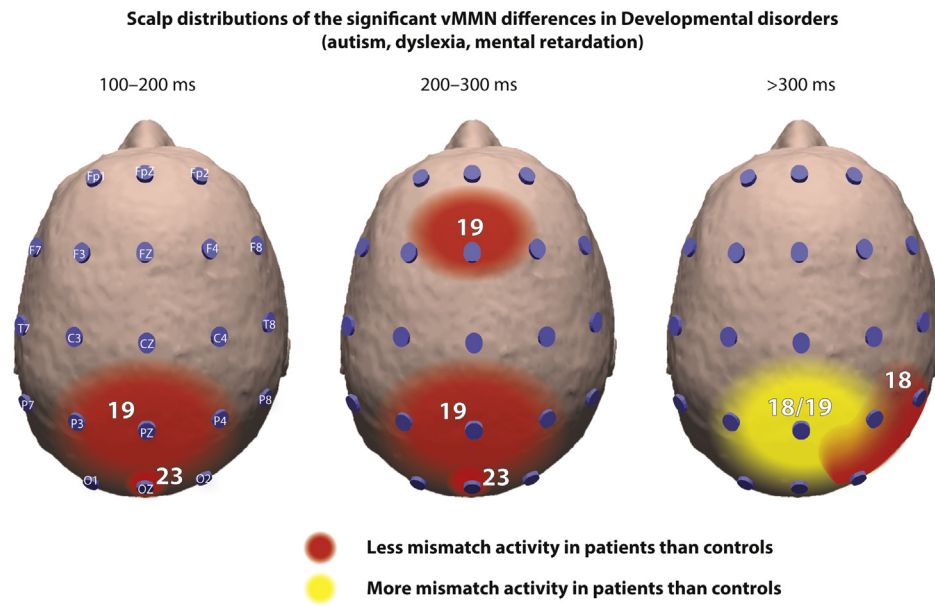 Scalp distributions of the significant vMMN differences in Developmental disorders
(autism, dyslexia, mental retardation)
100–200 ms
200–300 ms
>300 ms
Fp1 FpZ Fp2
F7 F3 FZ F4 F8
T7 C3 CZ C4 T8
P7 P3 PZ P4 P8
O1 OZ O2
19
23
19
19
23
18/19
18
Less mismatch activity in patients than controls
More mismatch activity in patients than controls